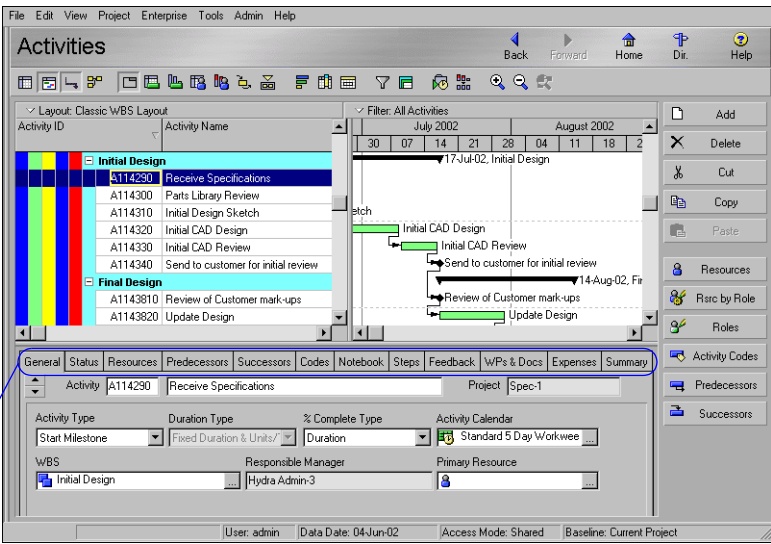 File Edit View Project Enterprise Tools Admin Help
Activities
Back Forward Home Dir. Help
Layout: Classic WBS Layout
Filter: All Activities
Activity ID Activity Name
July 2002 August 2002
30 07 14 21 28 04 11 18 2
Initial Design
17-Jul-02, Initial Design
A114290 Receive Specifications
A114300 Parts Library Review
A114310 Initial Design Sketch
etch
A114320 Initial CAD Design
Initial CAD Design
A114330 Initial CAD Review
Initial CAD Review
A114340 Send to customer for initial review
Send to customer for initial review
Final Design
14-Aug-02, Fir
A1143810 Review of Customer mark-ups
Review of Customer mark-ups
A1143820 Update Design
Update Design
Add
Delete
Cut
Copy
Paste
Resources
Rsrc by Role
Roles
Activity Codes
Predecessors
Successors
General Status Resources Predecessors Successors Codes Notebook Steps Feedback WPs & Docs Expenses Summary
Activity A114290 Receive Specifications Project Spec-1
Activity Type Duration Type % Complete Type Activity Calendar
Start Milestone Fixed Duration & Units/ Duration Standard 5 Day Workwee ...
WBS Responsible Manager Primary Resource
Initial Design ... Hydra Admin-3 ...
User: admin Data Date: 04-Jun-02 Access Mode: Shared Baseline: Current Project